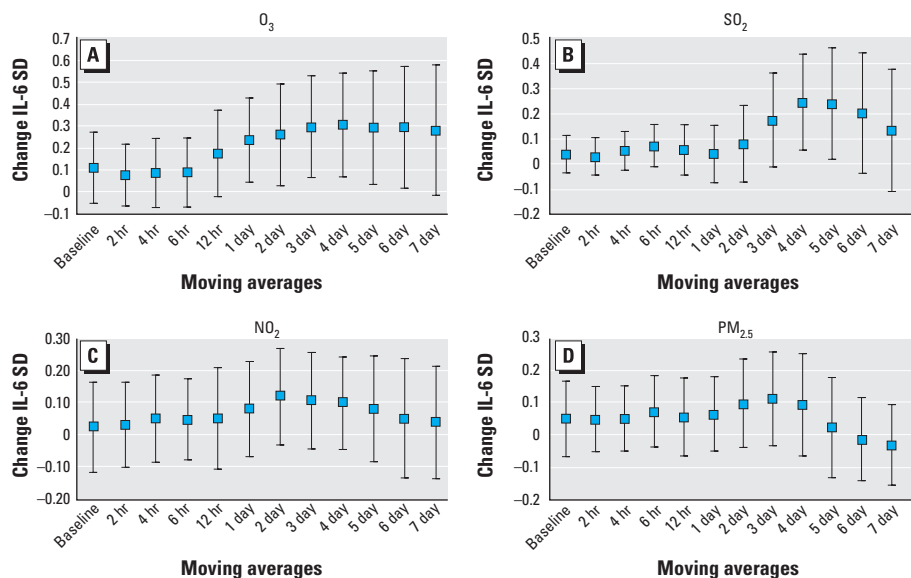 O3
A
Change IL-6 SD
0.7
0.6
0.5
0.4
0.3
0.2
0.1
0
–0.1
Baseline
2 hr
4 hr
6 hr
12 hr
1 day
2 day
3 day
4 day
5 day
6 day
7 day
Moving averages
SO2
B
Change IL-6 SD
0.5
0.4
0.3
0.2
0.1
0
–0.1
–0.2
Baseline
2 hr
4 hr
6 hr
12 hr
1 day
2 day
3 day
4 day
5 day
6 day
7 day
Moving averages
NO2
C
Change IL-6 SD
0.30
0.20
0.10
0
–0.10
–0.20
Baseline
2 hr
4 hr
6 hr
12 hr
1 day
2 day
3 day
4 day
5 day
6 day
7 day
Moving averages
PM2.5
D
Change IL-6 SD
0.3
0.2
0.1
0
–0.1
–0.2
Baseline
2 hr
4 hr
6 hr
12 hr
1 day
2 day
3 day
4 day
5 day
6 day
7 day
Moving averages